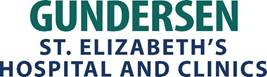 GUNDERSEN
ST. ELIZABETH'S
HOSPITAL AND CLINICS